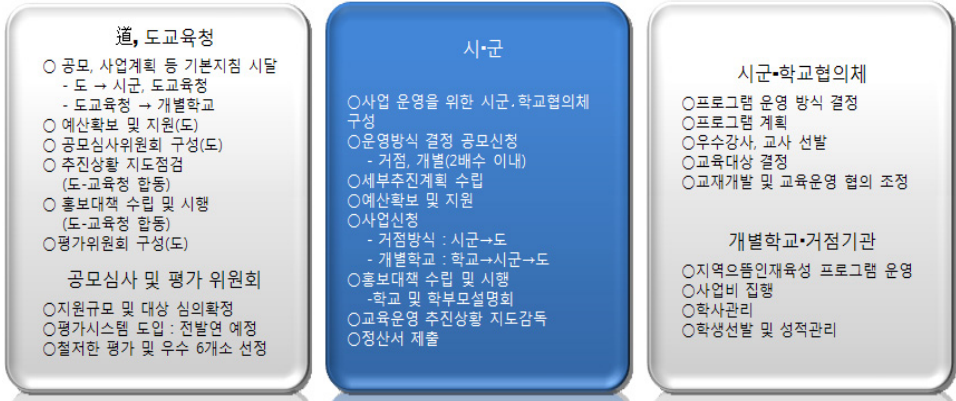 道, 도교육청
○ 공모, 사업계획 등 기본지침 시달
- 도 → 시군, 도교육청
- 도교육청 → 개별학교
○ 예산확보 및 지원(도)
○ 공모심사위원회 구성(도)
○ 추진상황 지도점검
(도-교육청 합동)
○ 홍보대책 수립 및 시행
(도-교육청 합동)
○평가위원회 구성(도)
공모심사 및 평가 위원회
○지원규모 및 대상 심의확정
○평가시스템 도입 : 전발연 예정
○철저한 평가 및 우수 6개소 선정
시▪군
○사업 운영을 위한 시군.학교협의체
구성
○운영방식 결정 공모신청
- 거점, 개별(2배수 이내)
○세부추진계획 수립
○예산확보 및 지원
○사업신청
- 거점방식 : 시군→도
- 개별학교 : 학교→시군→도
○홍보대책 수립 및 시행
-학교 및 학부모설명회
○교육운영 추진상황 지도감독
○정산서 제출
시군▪학교협의체
○프로그램 운영 방식 결정
○프로그램 계획
○우수강사, 교사 선발
○교육대상 결정
○교재개발 및 교육운영 협의 조정
개별학교▪거점기관
○지역으뜸인재육성 프로그램 운영
○사업비 집행
○학사관리
○학생선발 및 성적관리